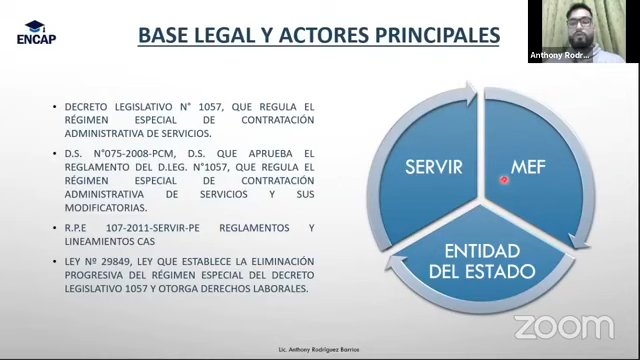 ENCAP
BASE LEGAL Y ACTORES PRINCIPALES
Anthony Rodr...
• DECRETO LEGISLATIVO N° 1057, QUE REGULA EL
RÉGIMEN ESPECIAL DE CONTRATACIÓN
ADMINISTRATIVA DE SERVICIOS.
• D.S. N°075-2008-PCM, D.S. QUE APRUEBA EL
REGLAMENTO DEL D.LEG. N°1057, QUE REGULA EL
RÉGIMEN ESPECIAL DE CONTRATACIÓN
ADMINISTRATIVA DE SERVICIOS Y SUS
MODIFICATORIAS.
• R.P.E 107-2011-SERVIR-PE REGLAMENTOS Y
LINEAMIENTOS CAS
• LEY Nº 29849, LEY QUE ESTABLECE LA ELIMINACIÓN
PROGRESIVA DEL RÉGIMEN ESPECIAL DEL DECRETO
LEGISLATIVO 1057 Y OTORGA DERECHOS LABORALES.
SERVIR
MEF
ENTIDAD
DEL ESTADO
zoom
Lic. Anthony Rodríguez Barrios